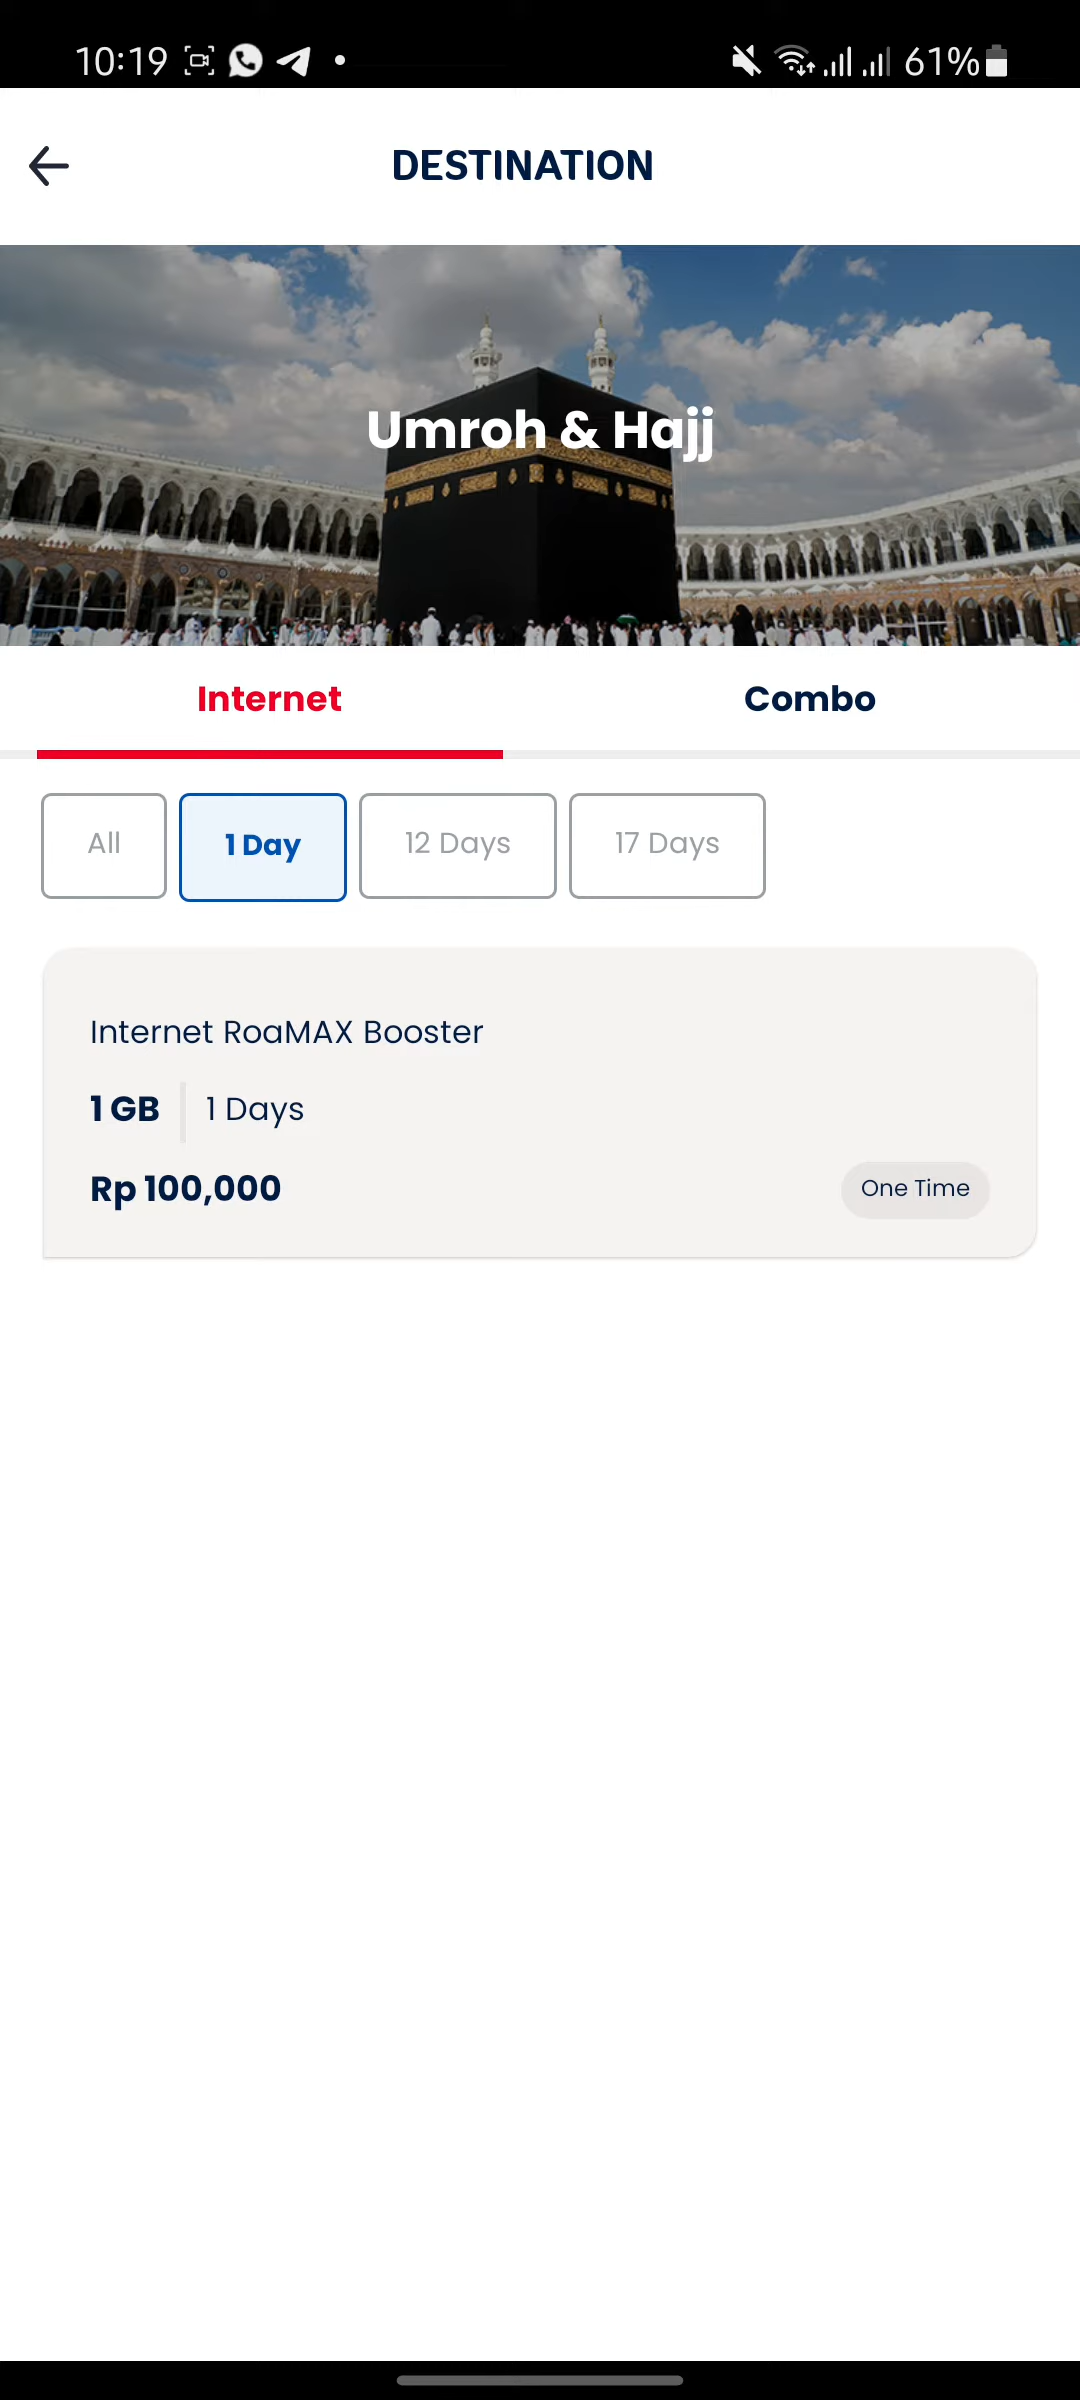 10:19
61%
DESTINATION
Umroh & Hajj
Internet
Combo
All
1 Day
12 Days
17 Days
Internet RoaMAX Booster
1 GB
1 Days
Rp 100,000
One Time